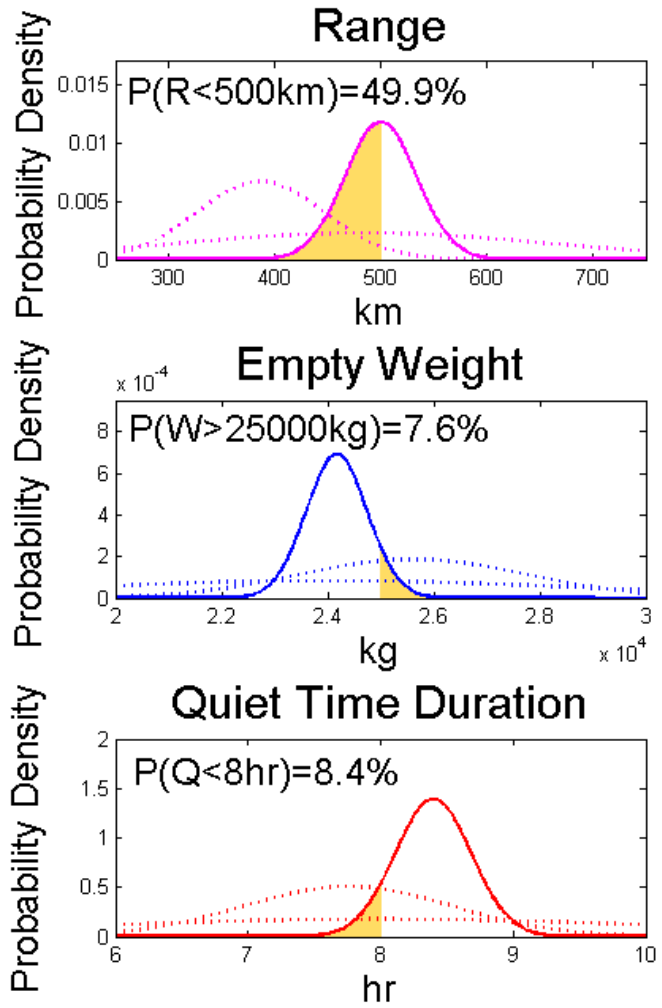 Range
Probability Density
P(R<500km)=49.9%
0.015
0.01
0.005
0
300 400 500 600 700
km
Empty Weight
Probability Density
x 10^-4
P(W>25000kg)=7.6%
8
6
4
2
0
2 2.2 2.4 2.6 2.8 3
kg
x 10^4
Quiet Time Duration
Probability Density
P(Q<8hr)=8.4%
2
1.5
1
0.5
0
6 7 8 9 10
hr